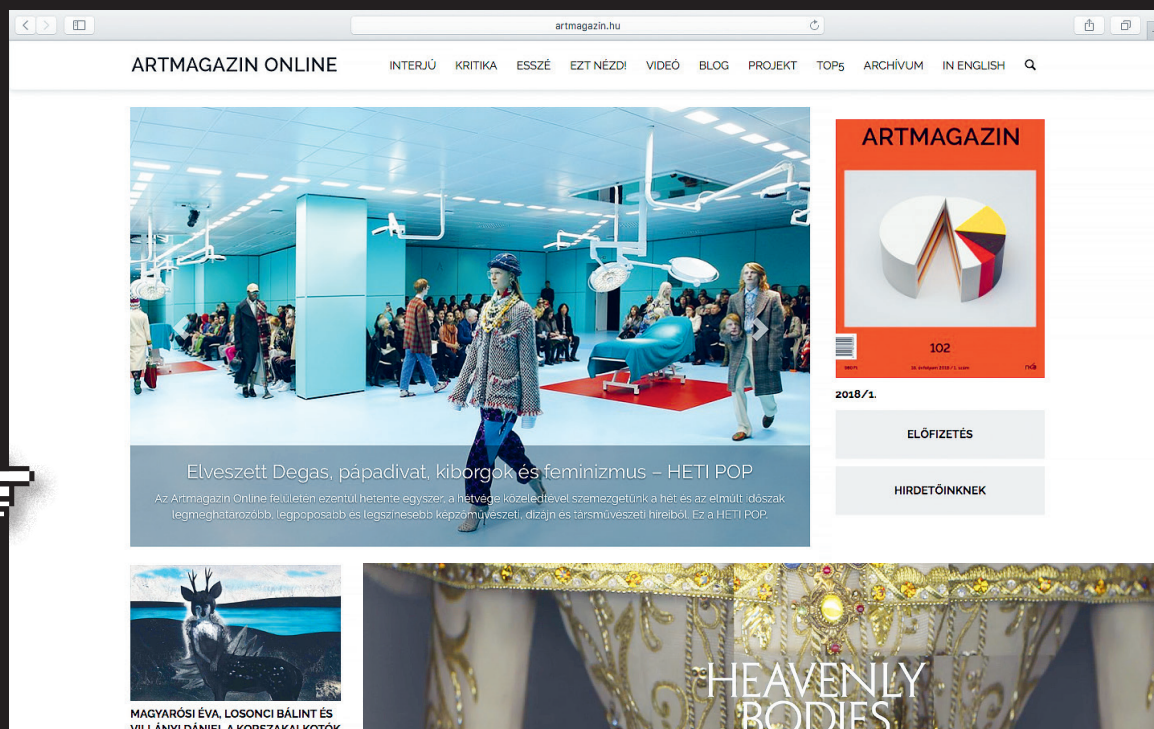 artmagazin.hu
ARTMAGAZIN ONLINE
INTERJÚ KRITIKA ESSZÉ EZT NÉZD! VIDEÓ BLOG PROJEKT TOP5 ARCHÍVUM IN ENGLISH
Elveszett Degas, pápadivat, kiborgok és feminizmus – HETI POP
Az Artmagazin Online felületén ezentúl hetente egyszer, a hétvége közeledtével szemezgetünk a hét és az elmúlt időszak
legmeghatározóbb, legpoposabb és legszínesebb képzőművészeti, dizájn és társművészeti híreiből. Ez a HETI POP.
ARTMAGAZIN
102
2018/1.
ELŐFIZETÉS
HIRDETŐINKNEK
MAGYARÓSI ÉVA, LOSONCI BÁLINT ÉS
VILLÁNYI DÁNIEL A KORSZAKALKOTÓK
HEAVENLY
BODIES